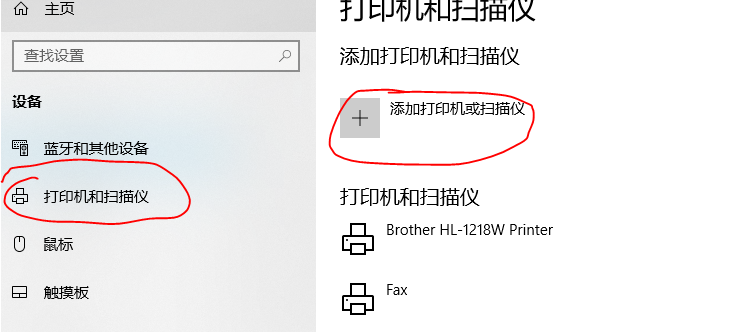 主页
查找设置
设备
蓝牙和其他设备
打印机和扫描仪
鼠标
触摸板
打印机和扫描仪
添加打印机和扫描仪
添加打印机或扫描仪
打印机和扫描仪
Brother HL-1218W Printer
Fax